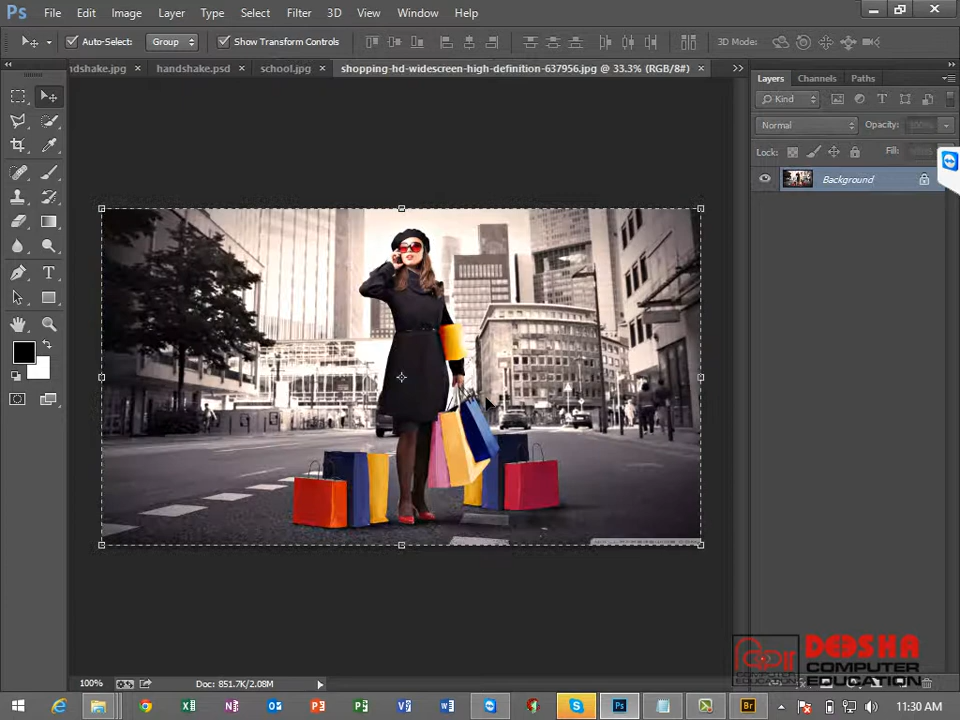 Ps File Edit Image Layer Type Select Filter 3D View Window Help
Auto-Select: Group Show Transform Controls 3D Mode:
ndshake.jpg × handshake.psd × school.jpg × shopping-hd-widescreen-high-definition-637956.jpg @ 33.3% (RGB/8#) ×
Layers Channels Paths
Kind
Normal Opacity:
Lock: Fill:
Background
100% Doc: 851.7K/2.08M
DEESHA
COMPUTER
EDUCATION
11:30 AM